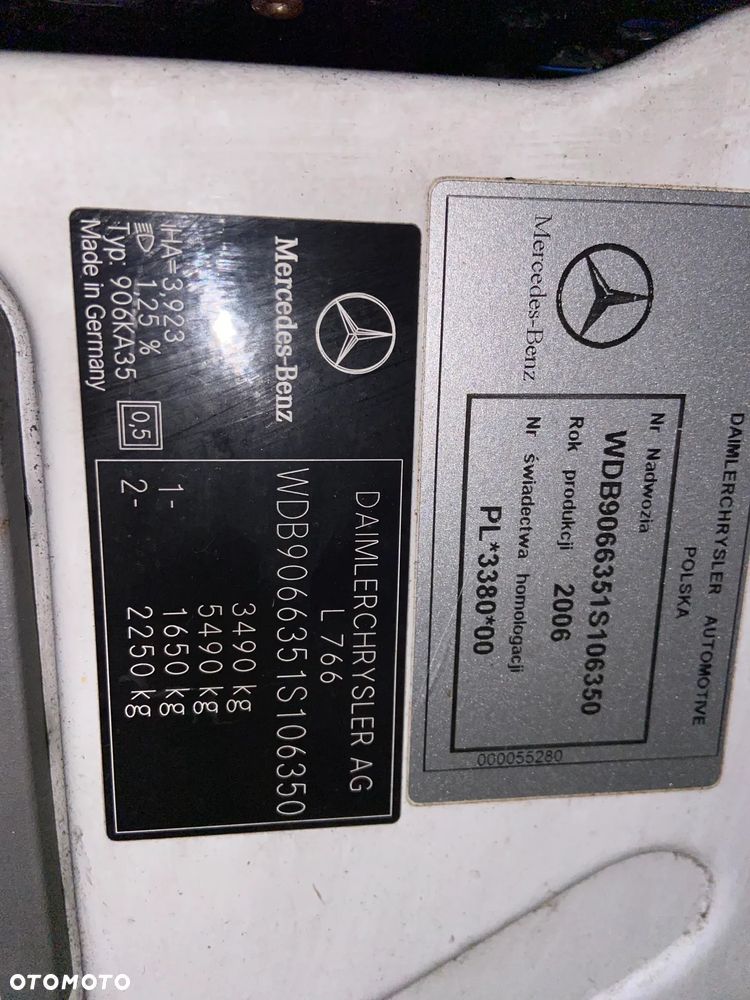 DAIMLERCHRYSLER AUTOMOTIVE
POLSKA
Mercedes-Benz
Nr Nadwozia
WDB9066351S106350
Rok produkcji 2006
Nr świadectwa homologacji
PL*3380*00
000055280
Mercedes-Benz
IHA=3,923
1,25 %
Typ: 906KA35
Made in Germany
0,5
DAIMLERCHRYSLER AG
L 766
WDB9066351S106350
3490 kg
5490 kg
1- 1650 kg
2- 2250 kg
OTOMOTO